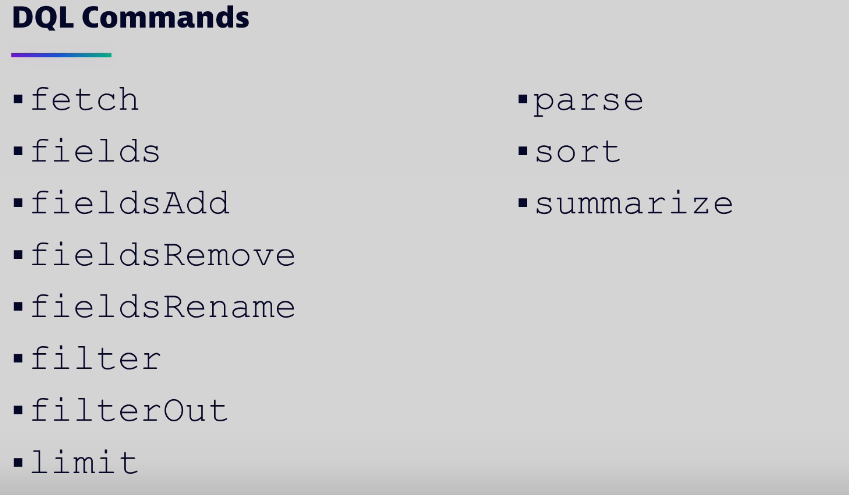 DQL Commands
▪fetch
▪fields
▪fieldsAdd
▪fieldsRemove
▪fieldsRename
▪filter
▪filterOut
▪limit
▪parse
▪sort
▪summarize